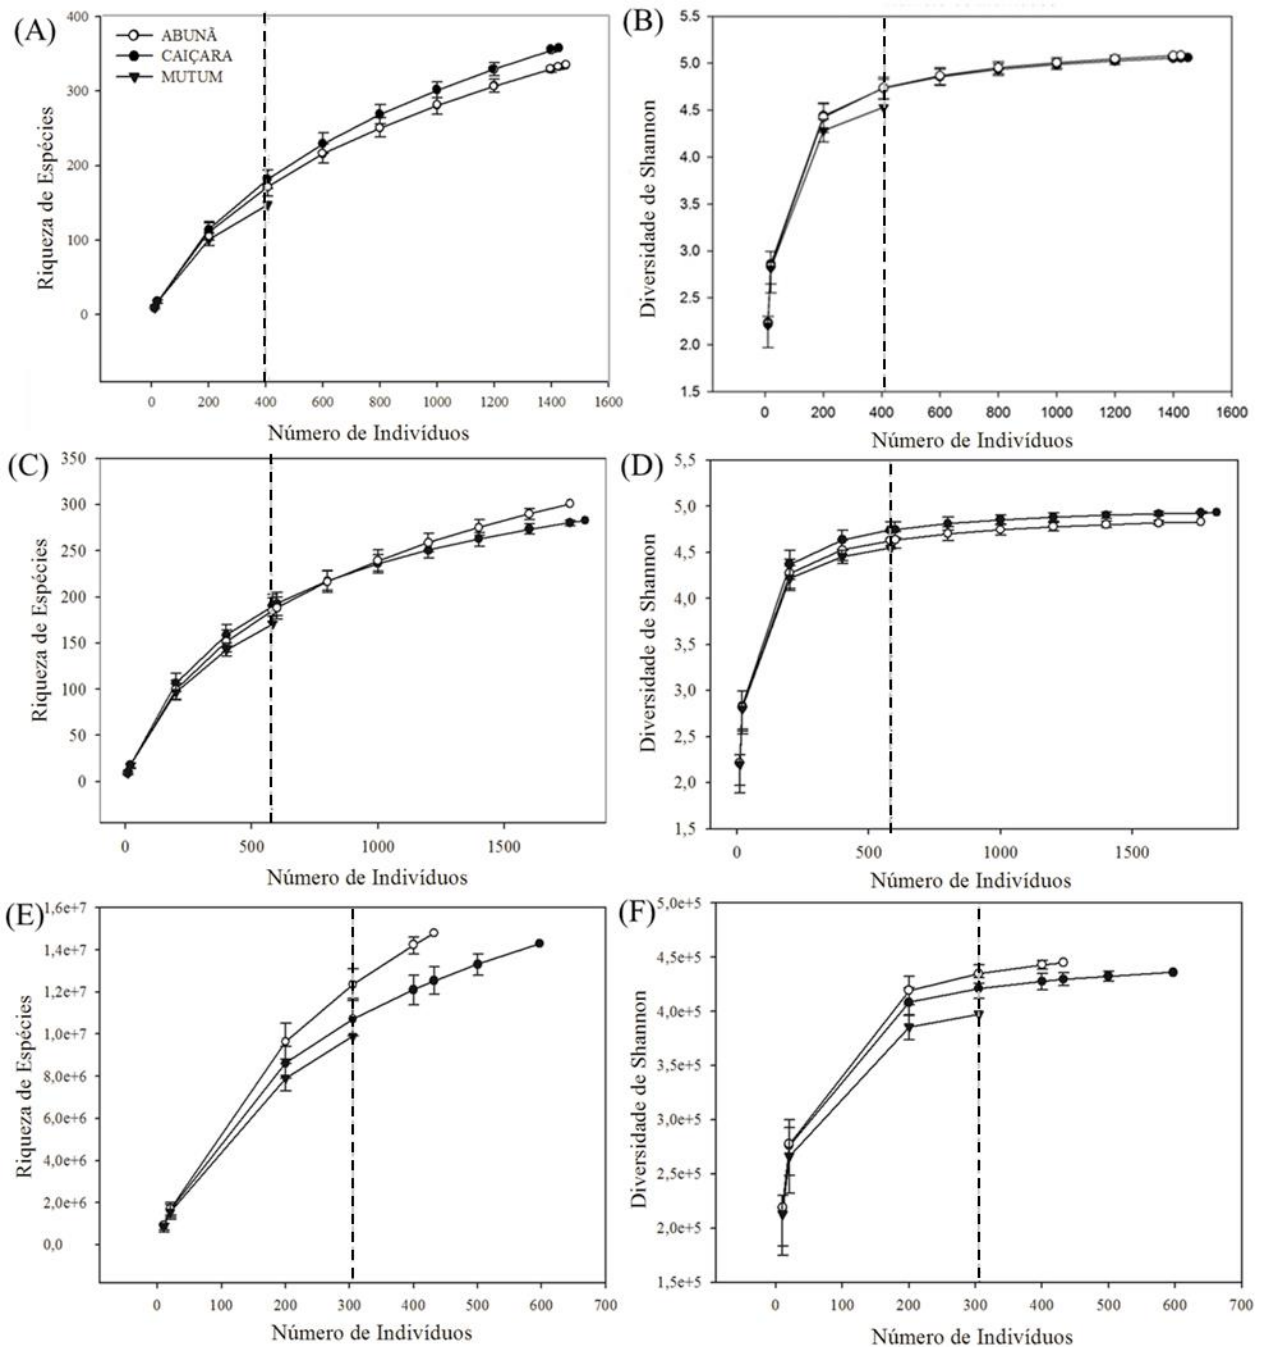 (A)
400
300
200
100
0
Riqueza de Espécies
ABUNÃ
CAIÇARA
MUTUM
0 200 400 600 800 1000 1200 1400 1600
Número de Indivíduos
(B)
5.5
5.0
4.5
4.0
3.5
3.0
2.5
2.0
1.5
Diversidade de Shannon
0 200 400 600 800 1000 1200 1400 1600
Número de Indivíduos
(C)
350
300
250
200
150
100
50
0
Riqueza de Espécies
0 500 1000 1500
Número de Indivíduos
(D)
5,5
5,0
4,5
4,0
3,5
3,0
2,5
2,0
1,5
Diversidade de Shannon
0 500 1000 1500
Número de Indivíduos
(E)
1,6e+7
1,4e+7
1,2e+7
1,0e+7
8,0e+6
6,0e+6
4,0e+6
2,0e+6
0,0
Riqueza de Espécies
0 100 200 300 400 500 600 700
Número de Indivíduos
(F)
5,0e+5
4,5e+5
4,0e+5
3,5e+5
3,0e+5
2,5e+5
2,0e+5
1,5e+5
Diversidade de Shannon
0 100 200 300 400 500 600 700
Número de Indivíduos